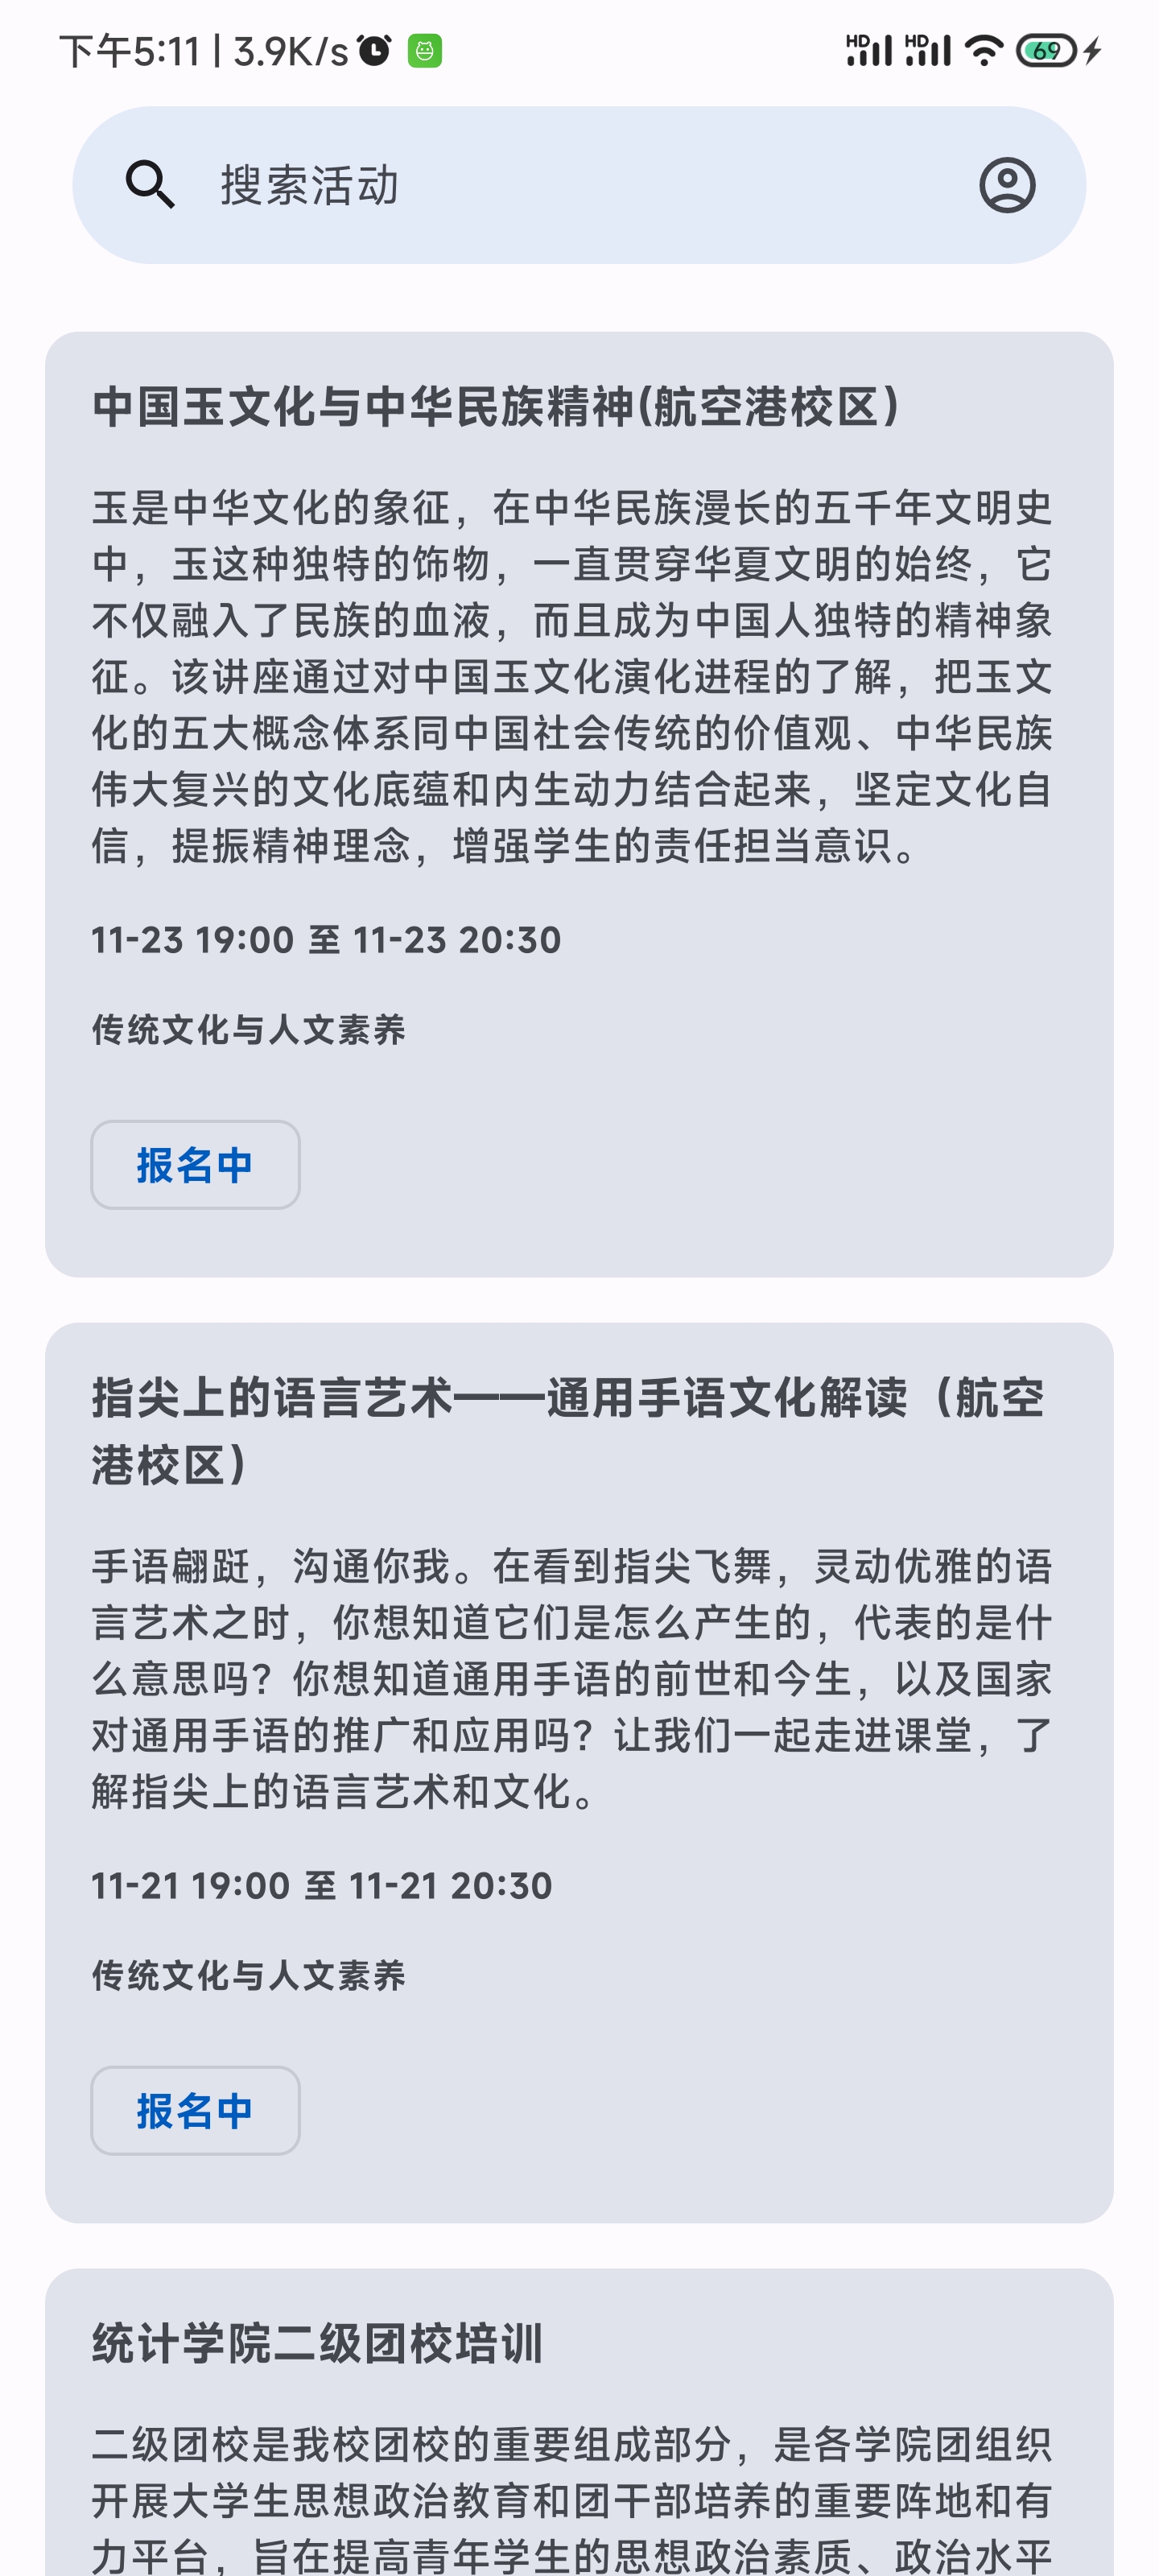 下午5:11 | 3.9K/s
HD HD 69
搜索活动
中国玉文化与中华民族精神(航空港校区)
玉是中华文化的象征，在中华民族漫长的五千年文明史
中，玉这种独特的饰物，一直贯穿华夏文明的始终，它
不仅融入了民族的血液，而且成为中国人独特的精神象
征。该讲座通过对中国玉文化演化进程的了解，把玉文
化的五大概念体系同中国社会传统的价值观、中华民族
伟大复兴的文化底蕴和内生动力结合起来，坚定文化自
信，提振精神理念，增强学生的责任担当意识。
11-23 19:00 至 11-23 20:30
传统文化与人文素养
报名中
指尖上的语言艺术——通用手语文化解读（航空
港校区）
手语翩跹，沟通你我。在看到指尖飞舞，灵动优雅的语
言艺术之时，你想知道它们是怎么产生的，代表的是什
么意思吗？你想知道通用手语的前世和今生，以及国家
对通用手语的推广和应用吗？让我们一起走进课堂，了
解指尖上的语言艺术和文化。
11-21 19:00 至 11-21 20:30
传统文化与人文素养
报名中
统计学院二级团校培训
二级团校是我校团校的重要组成部分，是各学院团组织
开展大学生思想政治教育和团干部培养的重要阵地和有
力平台，旨在提高青年学生的思想政治素质、政治水平